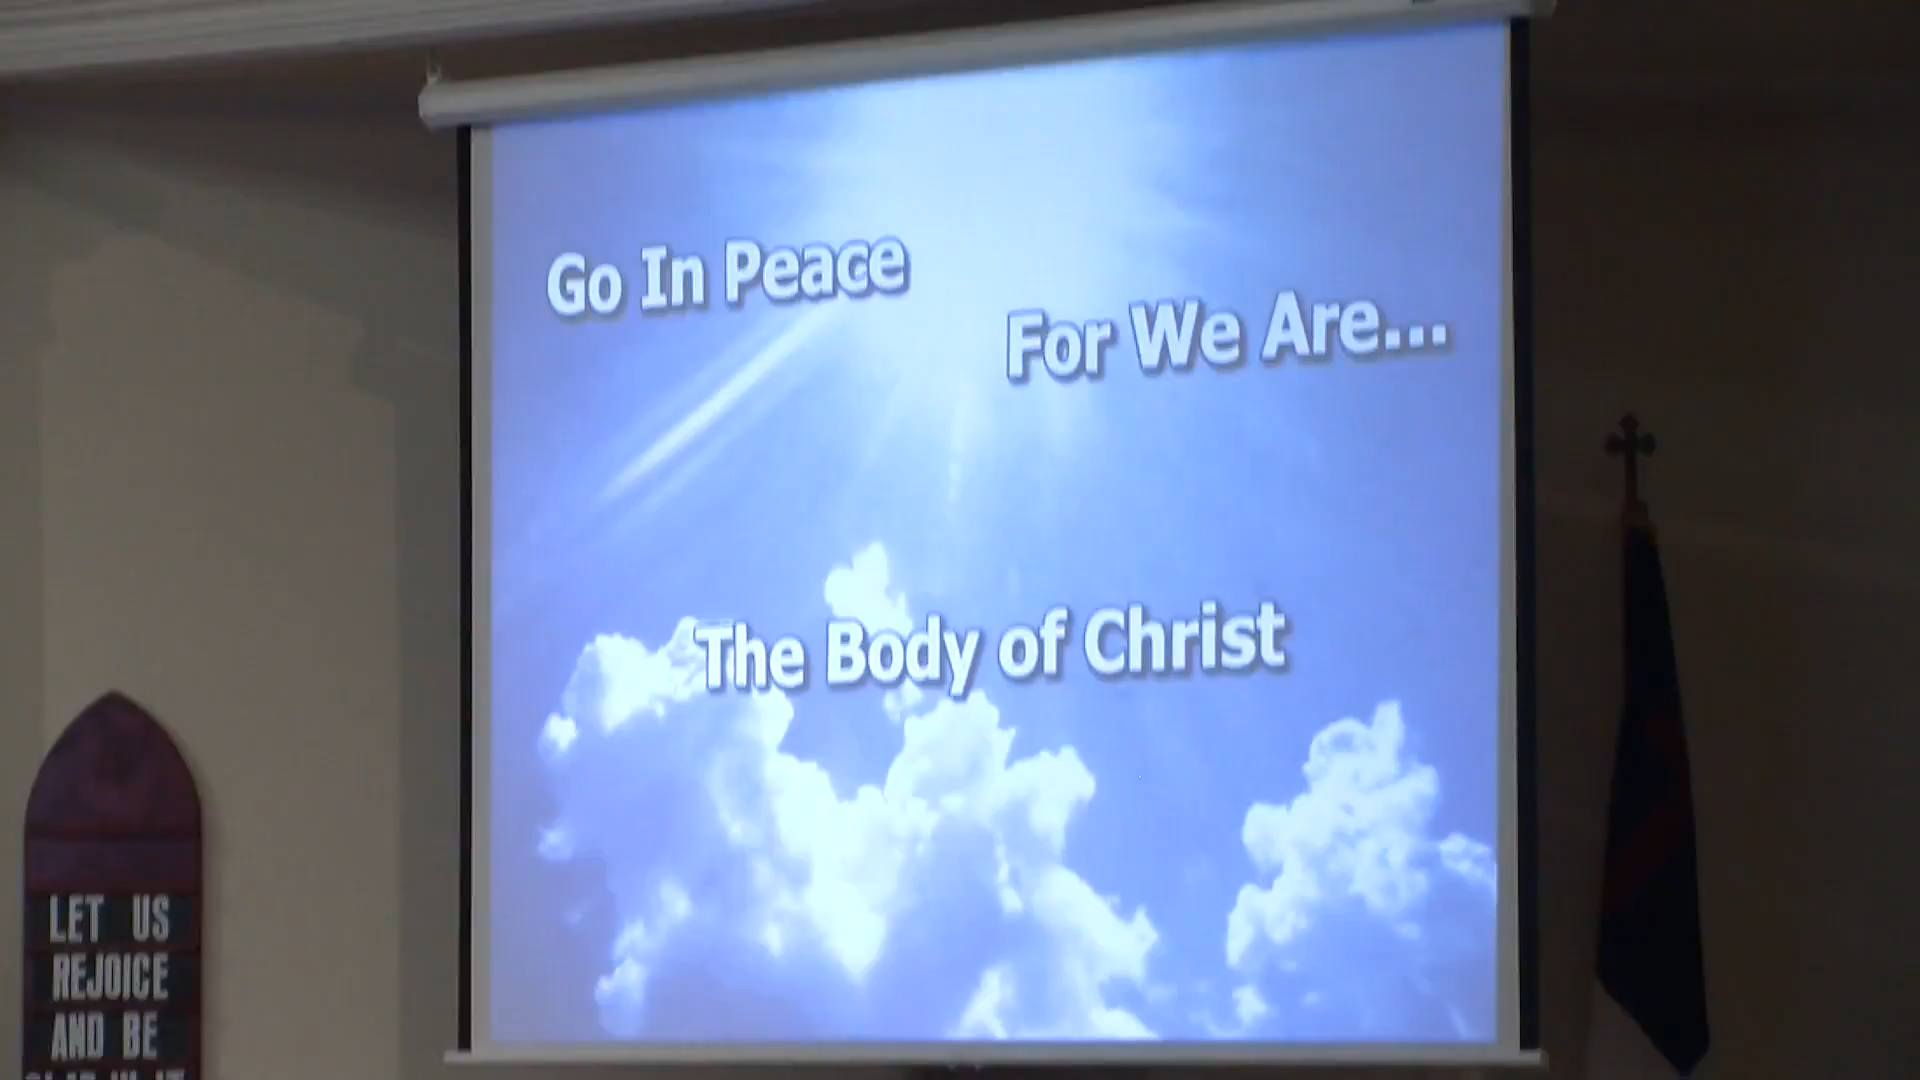 Go In Peace
For We Are...
The Body of Christ
LET US
REJOICE
AND BE